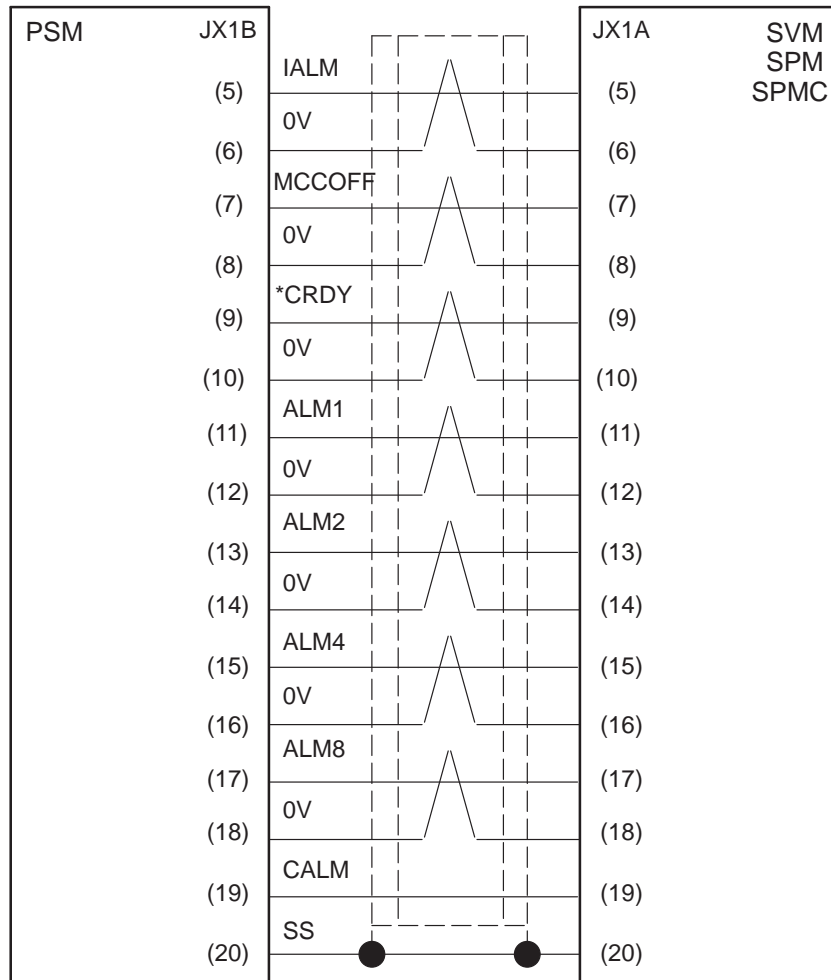 PSM JX1B JX1A SVM
SPM
SPMC
IALM
(5) (5)
0V
(6) (6)
MCCOFF
(7) (7)
0V
(8) (8)
*CRDY
(9) (9)
0V
(10) (10)
ALM1
(11) (11)
0V
(12) (12)
ALM2
(13) (13)
0V
(14) (14)
ALM4
(15) (15)
0V
(16) (16)
ALM8
(17) (17)
0V
(18) (18)
CALM
(19) (19)
SS
(20) (20)